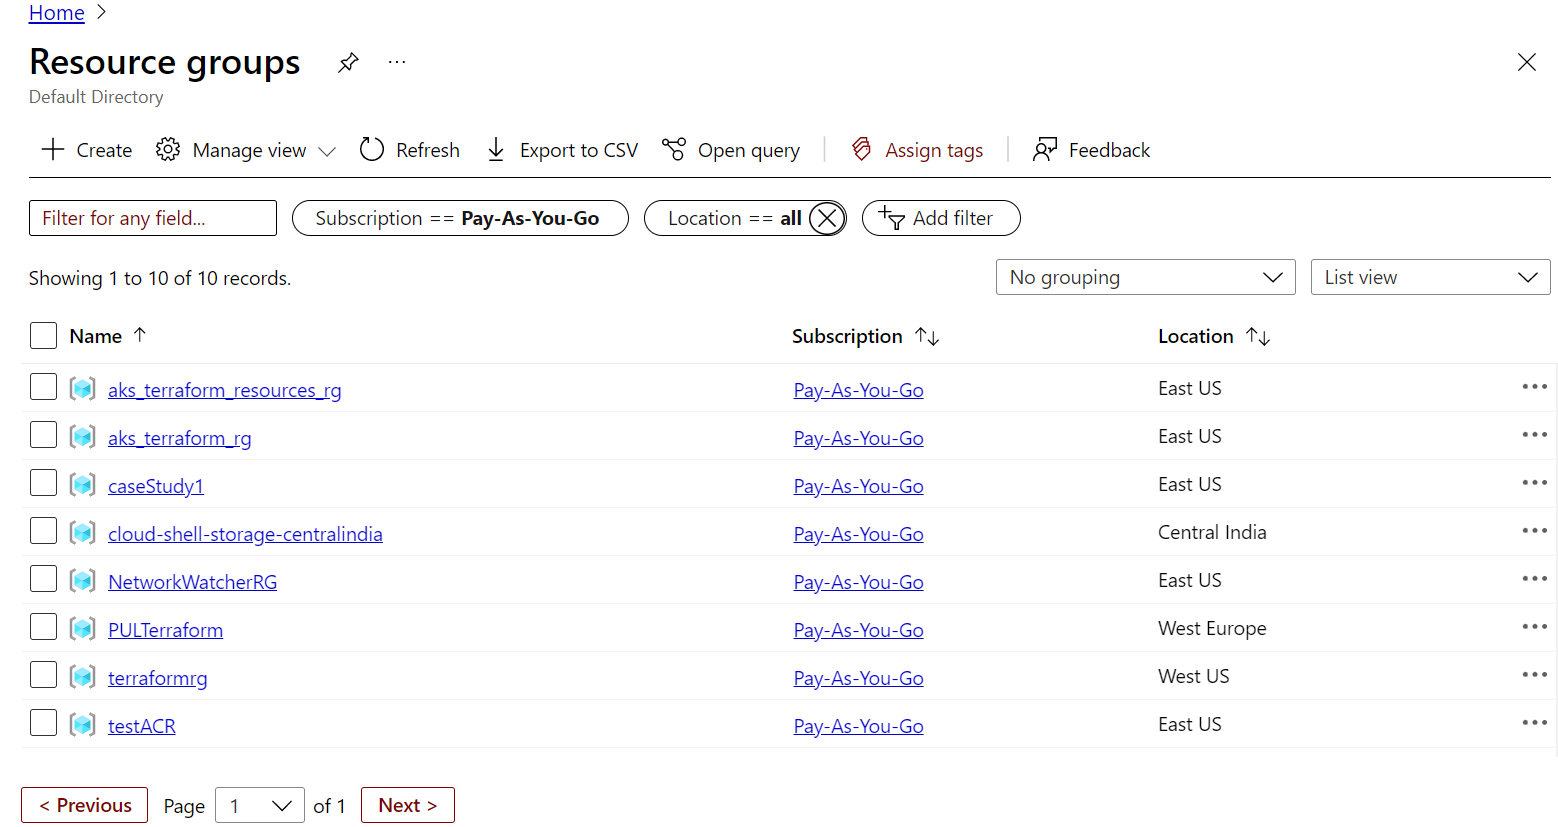 Home >
Resource groups ...
Default Directory
Create Manage view Refresh Export to CSV Open query Assign tags Feedback
Filter for any field... Subscription == Pay-As-You-Go Location == all Add filter
Showing 1 to 10 of 10 records. No grouping List view
Name ↑ Subscription ↑↓ Location ↑↓
aks_terraform_resources_rg Pay-As-You-Go East US ...
aks_terraform_rg Pay-As-You-Go East US ...
caseStudy1 Pay-As-You-Go East US ...
cloud-shell-storage-centralindia Pay-As-You-Go Central India ...
NetworkWatcherRG Pay-As-You-Go East US ...
PULTerraform Pay-As-You-Go West Europe ...
terraformrg Pay-As-You-Go West US ...
testACR Pay-As-You-Go East US ...
< Previous Page 1 of 1 Next >